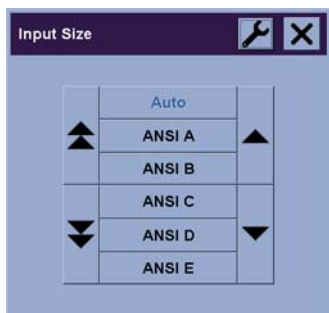 Input Size
Auto
ANSI A
ANSI B
ANSI C
ANSI D
ANSI E